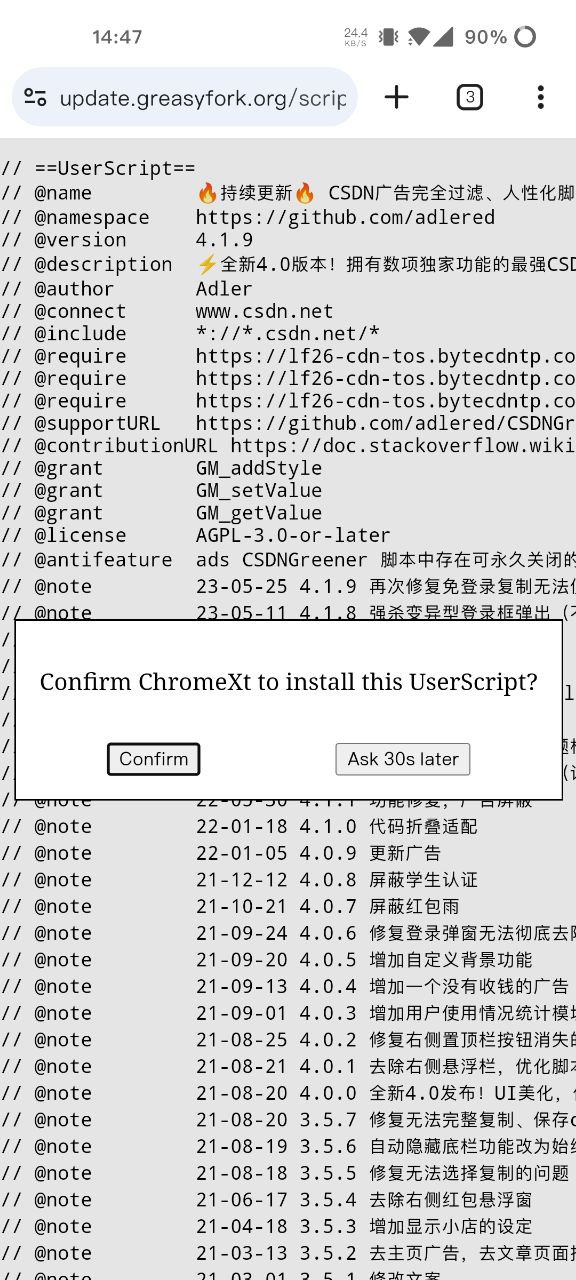 14:47 24.4 KB/S 90%
update.greasyfork.org/scrip 3
// ==UserScript==
// @name 🔥持续更新🔥 CSDN广告完全过滤、人性化脚
// @namespace https://github.com/adlered
// @version 4.1.9
// @description ⚡全新4.0版本！拥有数项独家功能的最强CSD
// @author Adler
// @connect www.csdn.net
// @include *://*.csdn.net/*
// @require https://lf26-cdn-tos.bytecdntp.co
// @require https://lf26-cdn-tos.bytecdntp.co
// @require https://lf26-cdn-tos.bytecdntp.co
// @supportURL https://github.com/adlered/CSDNGr
// @contributionURL https://doc.stackoverflow.wiki
// @grant GM_addStyle
// @grant GM_setValue
// @grant GM_getValue
// @license AGPL-3.0-or-later
// @antifeature ads CSDNGreener 脚本中存在可永久关闭的
// @note 23-05-25 4.1.9 再次修复免登录复制无法
// @note 23-05-11 4.1.8 强杀变异型登录框弹出（
Confirm ChromeXt to install this UserScript?
Confirm Ask 30s later
// @note 22-01-18 4.1.0 代码折叠适配
// @note 22-01-05 4.0.9 更新广告
// @note 21-12-12 4.0.8 屏蔽学生认证
// @note 21-10-21 4.0.7 屏蔽红包雨
// @note 21-09-24 4.0.6 修复登录弹窗无法彻底去
// @note 21-09-20 4.0.5 增加自定义背景功能
// @note 21-09-13 4.0.4 增加一个没有收钱的广告
// @note 21-09-01 4.0.3 增加用户使用情况统计模
// @note 21-08-25 4.0.2 修复右侧置顶栏按钮消失
// @note 21-08-21 4.0.1 去除右侧悬浮栏，优化脚
// @note 21-08-20 4.0.0 全新4.0发布！UI美化，
// @note 21-08-20 3.5.7 修复无法完整复制、保存c
// @note 21-08-19 3.5.6 自动隐藏底栏功能改为始
// @note 21-08-18 3.5.5 修复无法选择复制的问题
// @note 21-06-17 3.5.4 去除右侧红包悬浮窗
// @note 21-04-18 3.5.3 增加显示小店的设定
// @note 21-03-13 3.5.2 去主页广告，去文章页面
// @note 21-03-01 3.5.1 修改文案